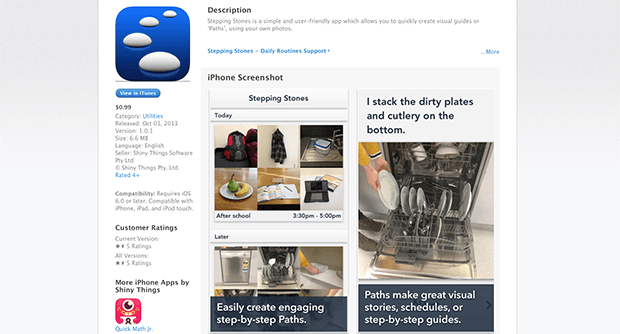 Description
Stepping Stones is a simple and user-friendly app which allows you to quickly create visual guides or
'Paths', using your own photos.
Stepping Stones - Daily Routines Support ›
...More
View in iTunes
$0.99
Category: Utilities
Released: Oct 03, 2013
Version: 1.0.1
Size: 6.6 MB
Language: English
Seller: Shiny Things Software
Pty Ltd
© Shiny Things Pty. Ltd.
Rated 4+
Compatibility: Requires iOS
6.0 or later. Compatible with
iPhone, iPad, and iPod touch.
Customer Ratings
Current Version:
5 Ratings
All Versions:
5 Ratings
More iPhone Apps by
Shiny Things
Quick Math Jr.
iPhone Screenshot
Stepping Stones
Today
After school 3:30pm - 5:00pm
Later
Easily create engaging
step-by-step Paths.
I stack the dirty plates
and cutlery on the
bottom.
Paths make great visual
stories, schedules, or
step-by-step guides.